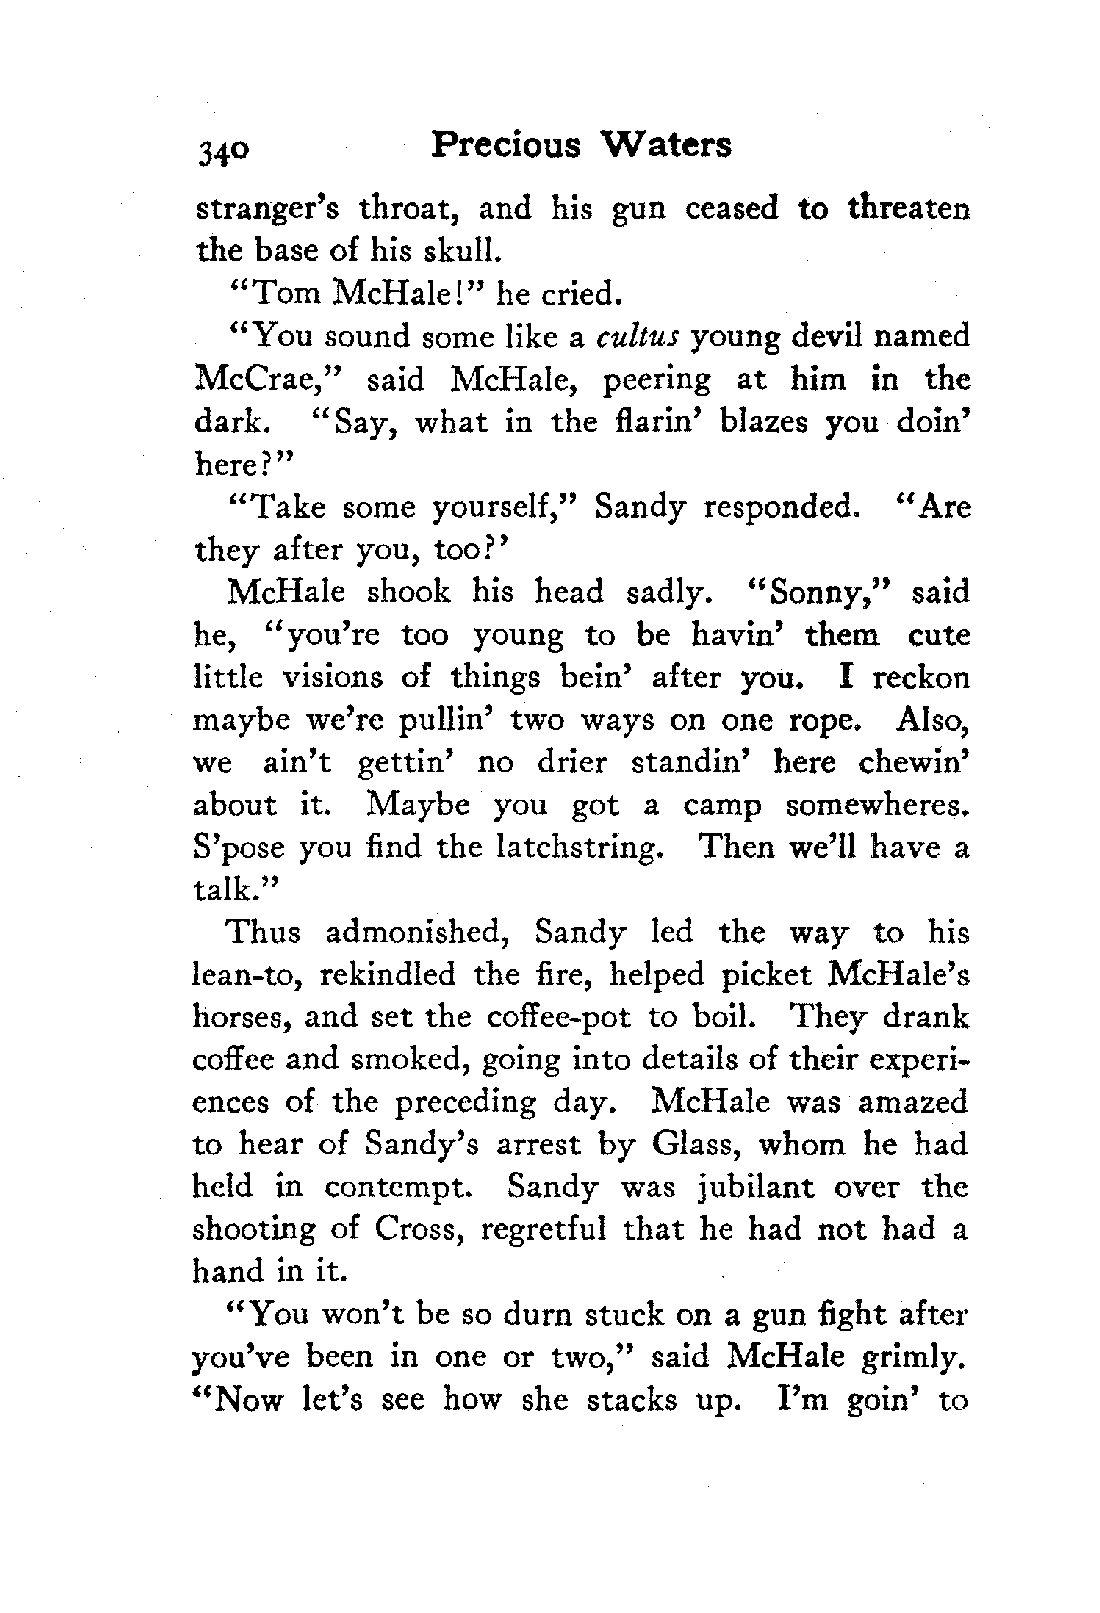 340 Precious Waters
stranger's throat, and his gun ceased to threaten
the base of his skull.
"Tom McHale!" he cried.
"You sound some like a cultus young devil named
McCrae," said McHale, peering at him in the
dark. "Say, what in the flarin' blazes you doin'
here?"
"Take some yourself," Sandy responded. "Are
they after you, too?'
McHale shook his head sadly. "Sonny," said
he, "you're too young to be havin' them cute
little visions of things bein' after you. I reckon
maybe we're pullin' two ways on one rope. Also,
we ain't gettin' no drier standin' here chewin'
about it. Maybe you got a camp somewheres.
S'pose you find the latchstring. Then we'll have a
talk."
Thus admonished, Sandy led the way to his
lean-to, rekindled the fire, helped picket McHale's
horses, and set the coffee-pot to boil. They drank
coffee and smoked, going into details of their experi-
ences of the preceding day. McHale was amazed
to hear of Sandy's arrest by Glass, whom he had
held in contempt. Sandy was jubilant over the
shooting of Cross, regretful that he had not had a
hand in it.
"You won't be so durn stuck on a gun fight after
you've been in one or two," said McHale grimly.
"Now let's see how she stacks up. I'm goin' to